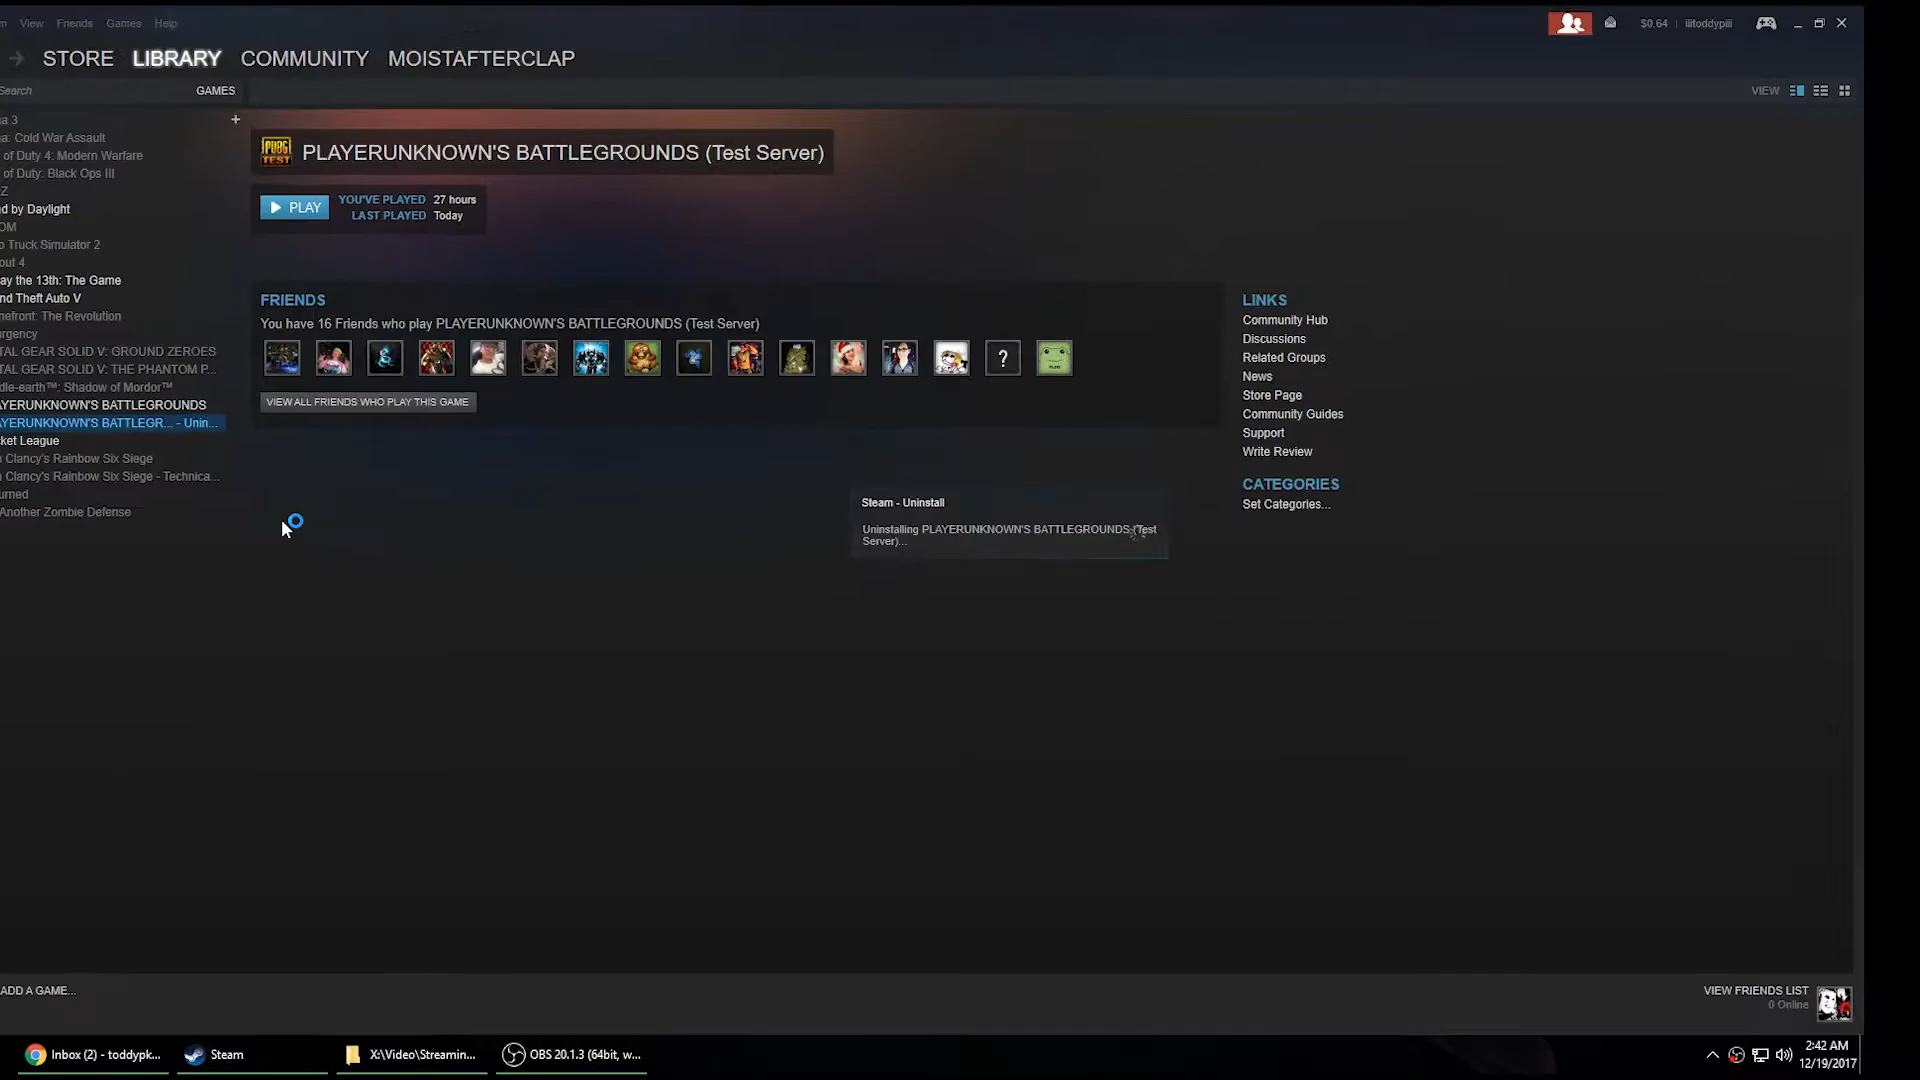 m View Friends Games Help
$0.64 iiitoddypiii
STORE LIBRARY COMMUNITY MOISTAFTERCLAP
Search GAMES
VIEW
+
a 3
a: Cold War Assault
of Duty 4: Modern Warfare
of Duty: Black Ops III
Z
d by Daylight
OM
o Truck Simulator 2
out 4
ay the 13th: The Game
nd Theft Auto V
nefront: The Revolution
urgency
TAL GEAR SOLID V: GROUND ZEROES
TAL GEAR SOLID V: THE PHANTOM P...
dle-earth™: Shadow of Mordor™
AYERUNKNOWN'S BATTLEGROUNDS
AYERUNKNOWN'S BATTLEGR... - Unin...
ket League
Clancy's Rainbow Six Siege
Clancy's Rainbow Six Siege - Technica...
urned
Another Zombie Defense
PUBG
TEST
PLAYERUNKNOWN'S BATTLEGROUNDS (Test Server)
PLAY
YOU'VE PLAYED 27 hours
LAST PLAYED Today
FRIENDS
You have 16 Friends who play PLAYERUNKNOWN'S BATTLEGROUNDS (Test Server)
?
VIEW ALL FRIENDS WHO PLAY THIS GAME
LINKS
Community Hub
Discussions
Related Groups
News
Store Page
Community Guides
Support
Write Review
CATEGORIES
Set Categories...
Steam - Uninstall
Uninstalling PLAYERUNKNOWN'S BATTLEGROUNDS (Test
Server)...
ADD A GAME...
VIEW FRIENDS LIST
0 Online
Inbox (2) - toddypk...
Steam
X:\Video\Streamin...
OBS 20.1.3 (64bit, w...
2:42 AM
12/19/2017